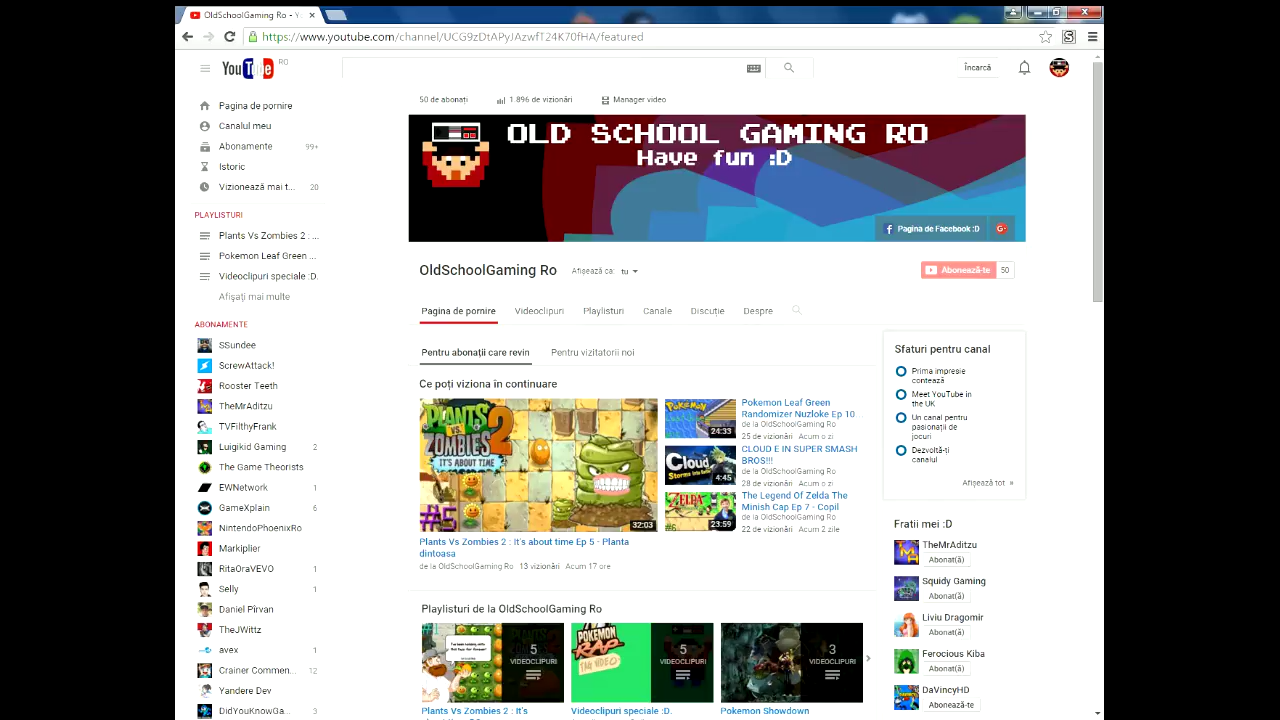 OldSchoolGaming Ro - Y
https://www.youtube.com/channel/UCG9zDtAPyJAzwfT24K70fHA/featured
YouTube RO
Încarcă
50 de abonați 1.896 de vizionări Manager video
Pagina de pornire
Canalul meu
Abonamente 99+
Istoric
Vizionează mai t... 20
PLAYLISTURI
Plants Vs Zombies 2 : ...
Pokemon Leaf Green ...
Videoclipuri speciale :D.
Afișați mai multe
ABONAMENTE
SSundee
ScrewAttack!
Rooster Teeth
TheMrAditzu
TVFilthyFrank
Luigikid Gaming 2
The Game Theorists
EWNetwork 1
GameXplain 6
NintendoPhoenixRo
Markiplier
RitaOraVEVO 1
Selly 1
Daniel Pîrvan
TheJWittz
avex 1
Crainer Commen... 12
Yandere Dev
DidYouKnowGa... 3
OLD SCHOOL GAMING RO
Have fun :D
Pagina de Facebook :D
OldSchoolGaming Ro Afișează ca: tu
Abonează-te 50
Pagina de pornire Videoclipuri Playlisturi Canale Discuție Despre
Pentru abonații care revin Pentru vizitatorii noi
Ce poți viziona în continuare
PLANTS VS. ZOMBIES 2
IT'S ABOUT TIME
#5
32:03
Plants Vs Zombies 2 : It's about time Ep 5 - Planta
dintoasa
de la OldSchoolGaming Ro 13 vizionări Acum 17 ore
POKéMON
24:33
Pokemon Leaf Green
Randomizer Nuzloke Ep 10...
de la OldSchoolGaming Ro
25 de vizionări Acum o zi
Cloud
Storms Into Battle
4:45
CLOUD E IN SUPER SMASH
BROS!!!
de la OldSchoolGaming Ro
28 de vizionări Acum o zi
ZELDA
#6
23:59
The Legend Of Zelda The
Minish Cap Ep 7 - Copil
de la OldSchoolGaming Ro
22 de vizionări Acum 2 zile
Playlisturi de la OldSchoolGaming Ro
5
VIDEOCLIPURI
Plants Vs Zombies 2 : It's
POKEMON
RAP
THE VIDEO
5
VIDEOCLIPURI
Videoclipuri speciale :D.
3
VIDEOCLIPURI
Pokemon Showdown
Sfaturi pentru canal
Prima impresie
contează
Meet YouTube in
the UK
Un canal pentru
pasionații de
jocuri
Dezvoltă-ți
canalul
Afișează tot »
Fratii mei :D
TheMrAditzu
Abonat(ă)
Squidy Gaming
Abonat(ă)
Liviu Dragomir
Abonat(ă)
Ferocious Kiba
Abonat(ă)
DaVincyHD
Abonează-te